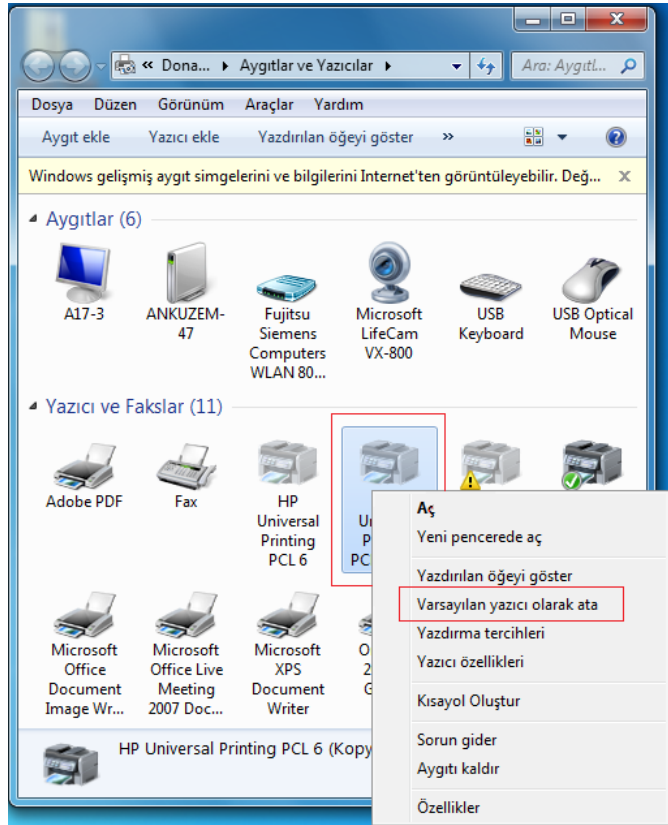 « Dona... ▸ Aygıtlar ve Yazıcılar ▸
Ara: Aygıtl...
Dosya Düzen Görünüm Araçlar Yardım
Aygıt ekle Yazıcı ekle Yazdırılan öğeyi göster »
Windows gelişmiş aygıt simgelerini ve bilgilerini Internet'ten görüntüleyebilir. Değ...
Aygıtlar (6)
A17-3
ANKUZEM-
47
Fujitsu
Siemens
Computers
WLAN 80...
Microsoft
LifeCam
VX-800
USB
Keyboard
USB Optical
Mouse
Yazıcı ve Fakslar (11)
Adobe PDF
Fax
HP
Universal
Printing
PCL 6
Microsoft
Office
Document
Image Wr...
Microsoft
Office Live
Meeting
2007 Doc...
Microsoft
XPS
Document
Writer
HP Universal Printing PCL 6 (Kopy
Aç
Yeni pencerede aç
Yazdırılan öğeyi göster
Varsayılan yazıcı olarak ata
Yazdırma tercihleri
Yazıcı özellikleri
Kısayol Oluştur
Sorun gider
Aygıtı kaldır
Özellikler